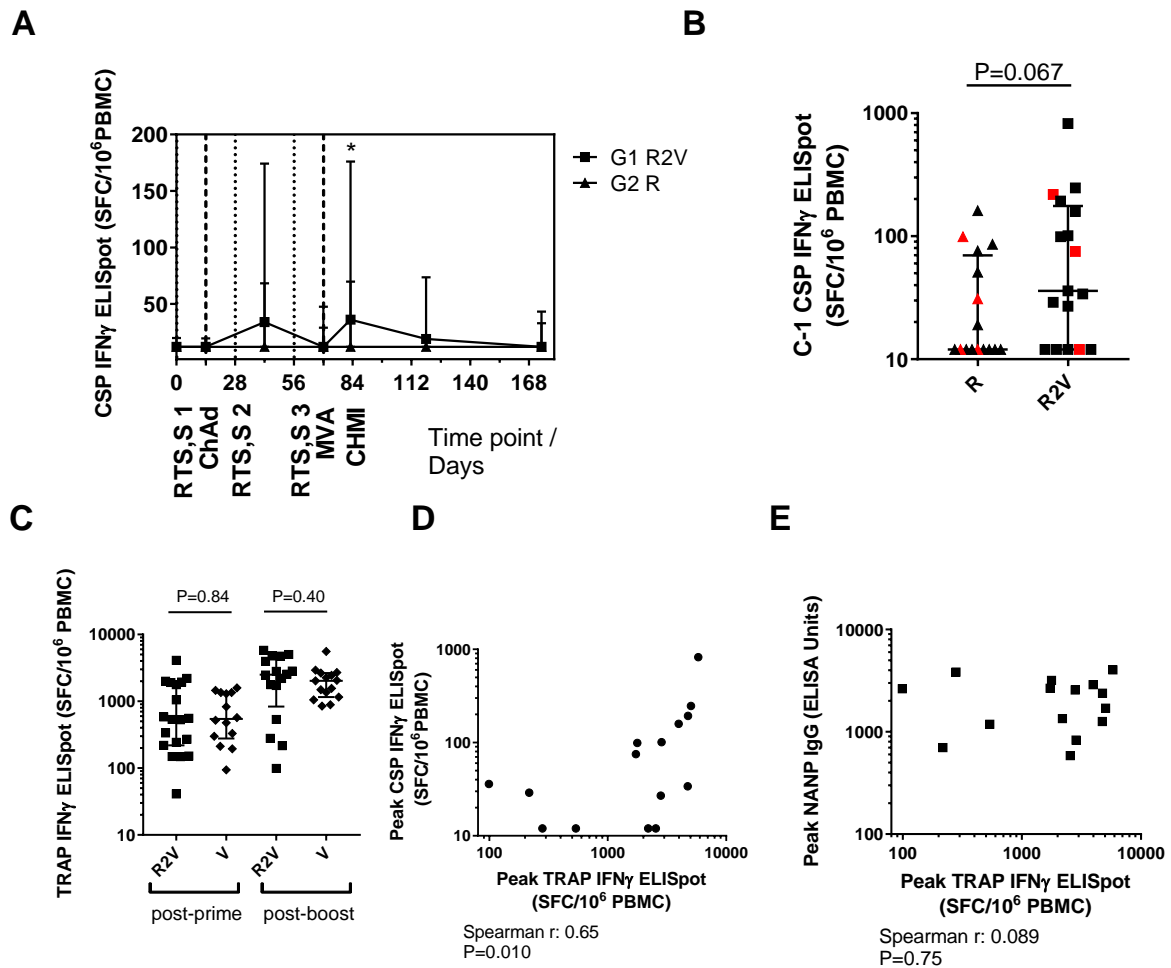 A
CSP IFNγ ELISpot (SFC/10⁶PBMC)
200
150
100
50
0
28
56
84
112
140
168
*
G1 R2V
G2 R
RTS,S 1
ChAd
RTS,S 2
RTS,S 3
MVA
CHMI
Time point /
Days
B
P=0.067
C-1 CSP IFNγ ELISpot
(SFC/10⁶ PBMC)
1000
100
10
R
R2V
C
TRAP IFNγ ELISpot (SFC/10⁶ PBMC)
P=0.84
P=0.40
10000
1000
100
10
R2V
V
R2V
V
post-prime
post-boost
D
Peak CSP IFNγ ELISpot
(SFC/10⁶PBMC)
1000
100
10
100
1000
10000
Peak TRAP IFNγ ELISpot
(SFC/10⁶ PBMC)
Spearman r: 0.65
P=0.010
E
Peak NANP IgG (ELISA Units)
10000
1000
100
100
1000
10000
Peak TRAP IFNγ ELISpot
(SFC/10⁶ PBMC)
Spearman r: 0.089
P=0.75